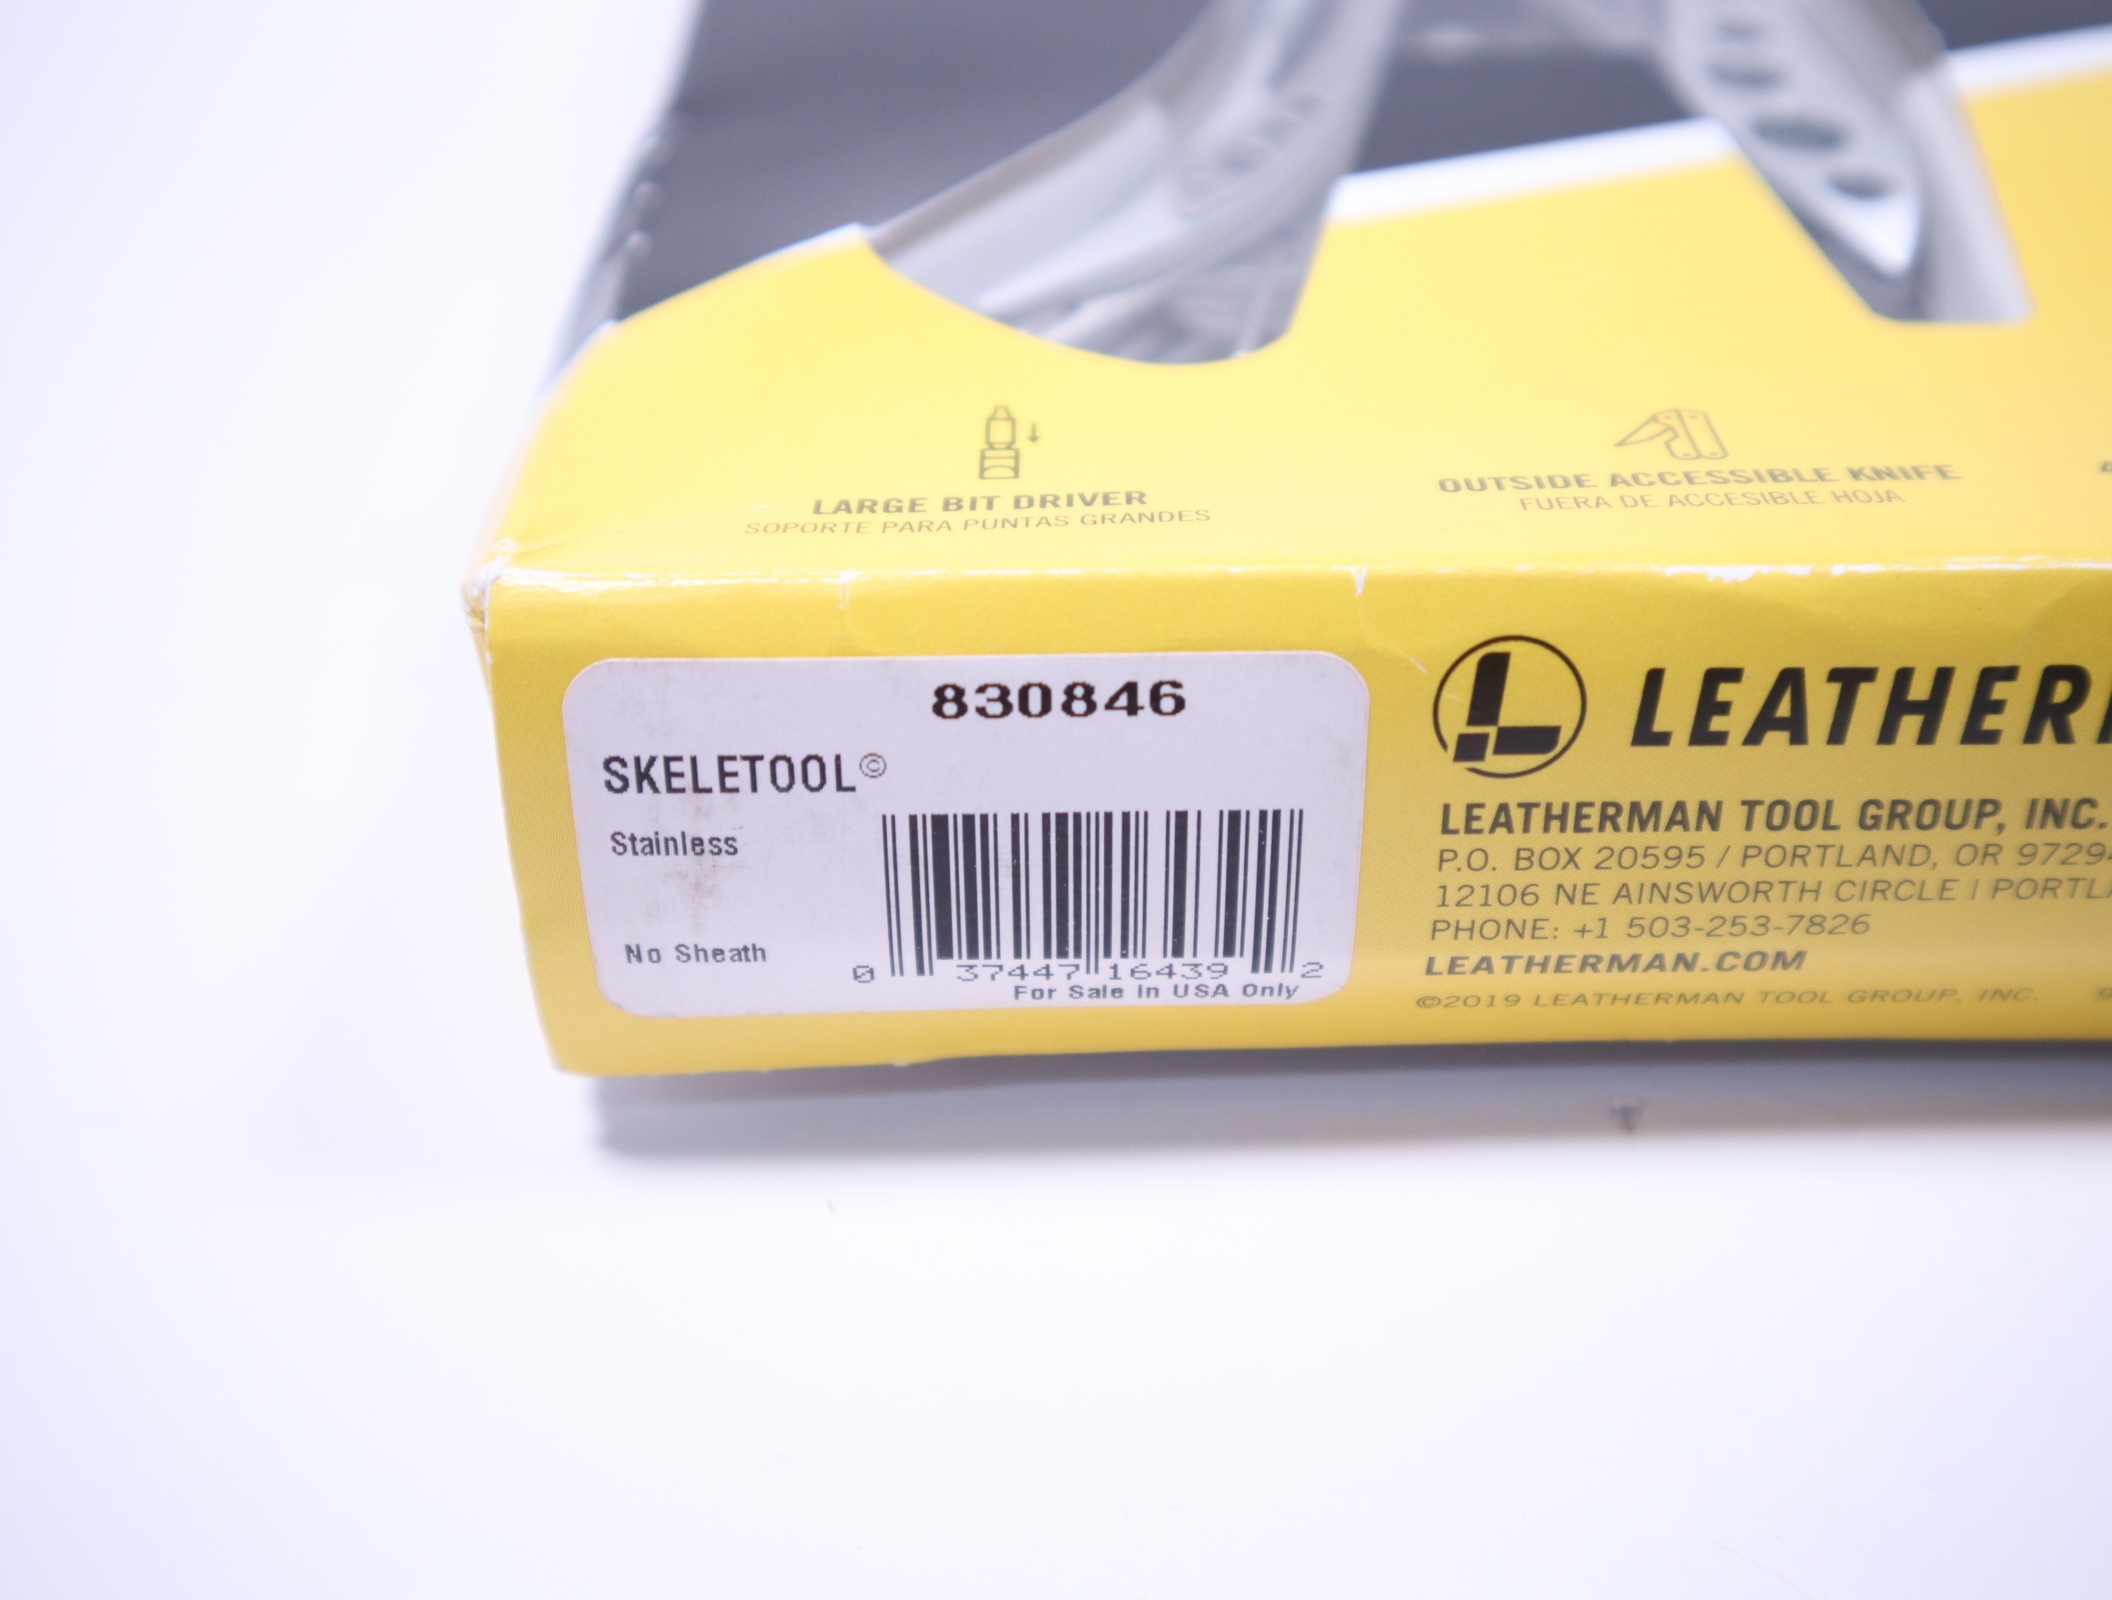 LARGE BIT DRIVER
SOPORTE PARA PUNTAS GRANDES
OUTSIDE ACCESSIBLE KNIFE
FUERA DE ACCESIBLE HOJA
830846
SKELETOOL©
Stainless
No Sheath
0 37447 16439 2
For Sale in USA Only
LEATHER
LEATHERMAN TOOL GROUP, INC.
P.O. BOX 20595 / PORTLAND, OR 9729
12106 NE AINSWORTH CIRCLE | PORTL
PHONE: +1 503-253-7826
LEATHERMAN.COM
©2019 LEATHERMAN TOOL GROUP, INC.